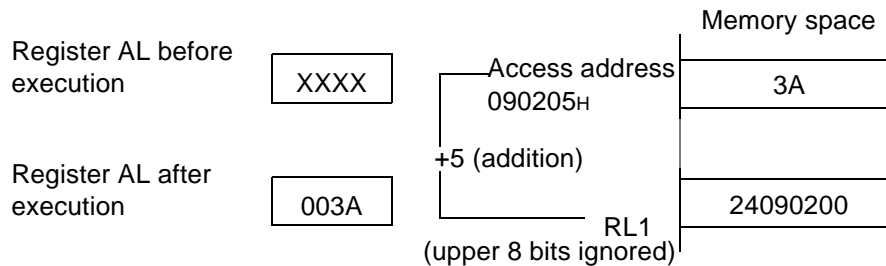 Memory space
Register AL before
execution
XXXX
Access address
090205H
3A
+5 (addition)
Register AL after
execution
003A
24090200
RL1
(upper 8 bits ignored)